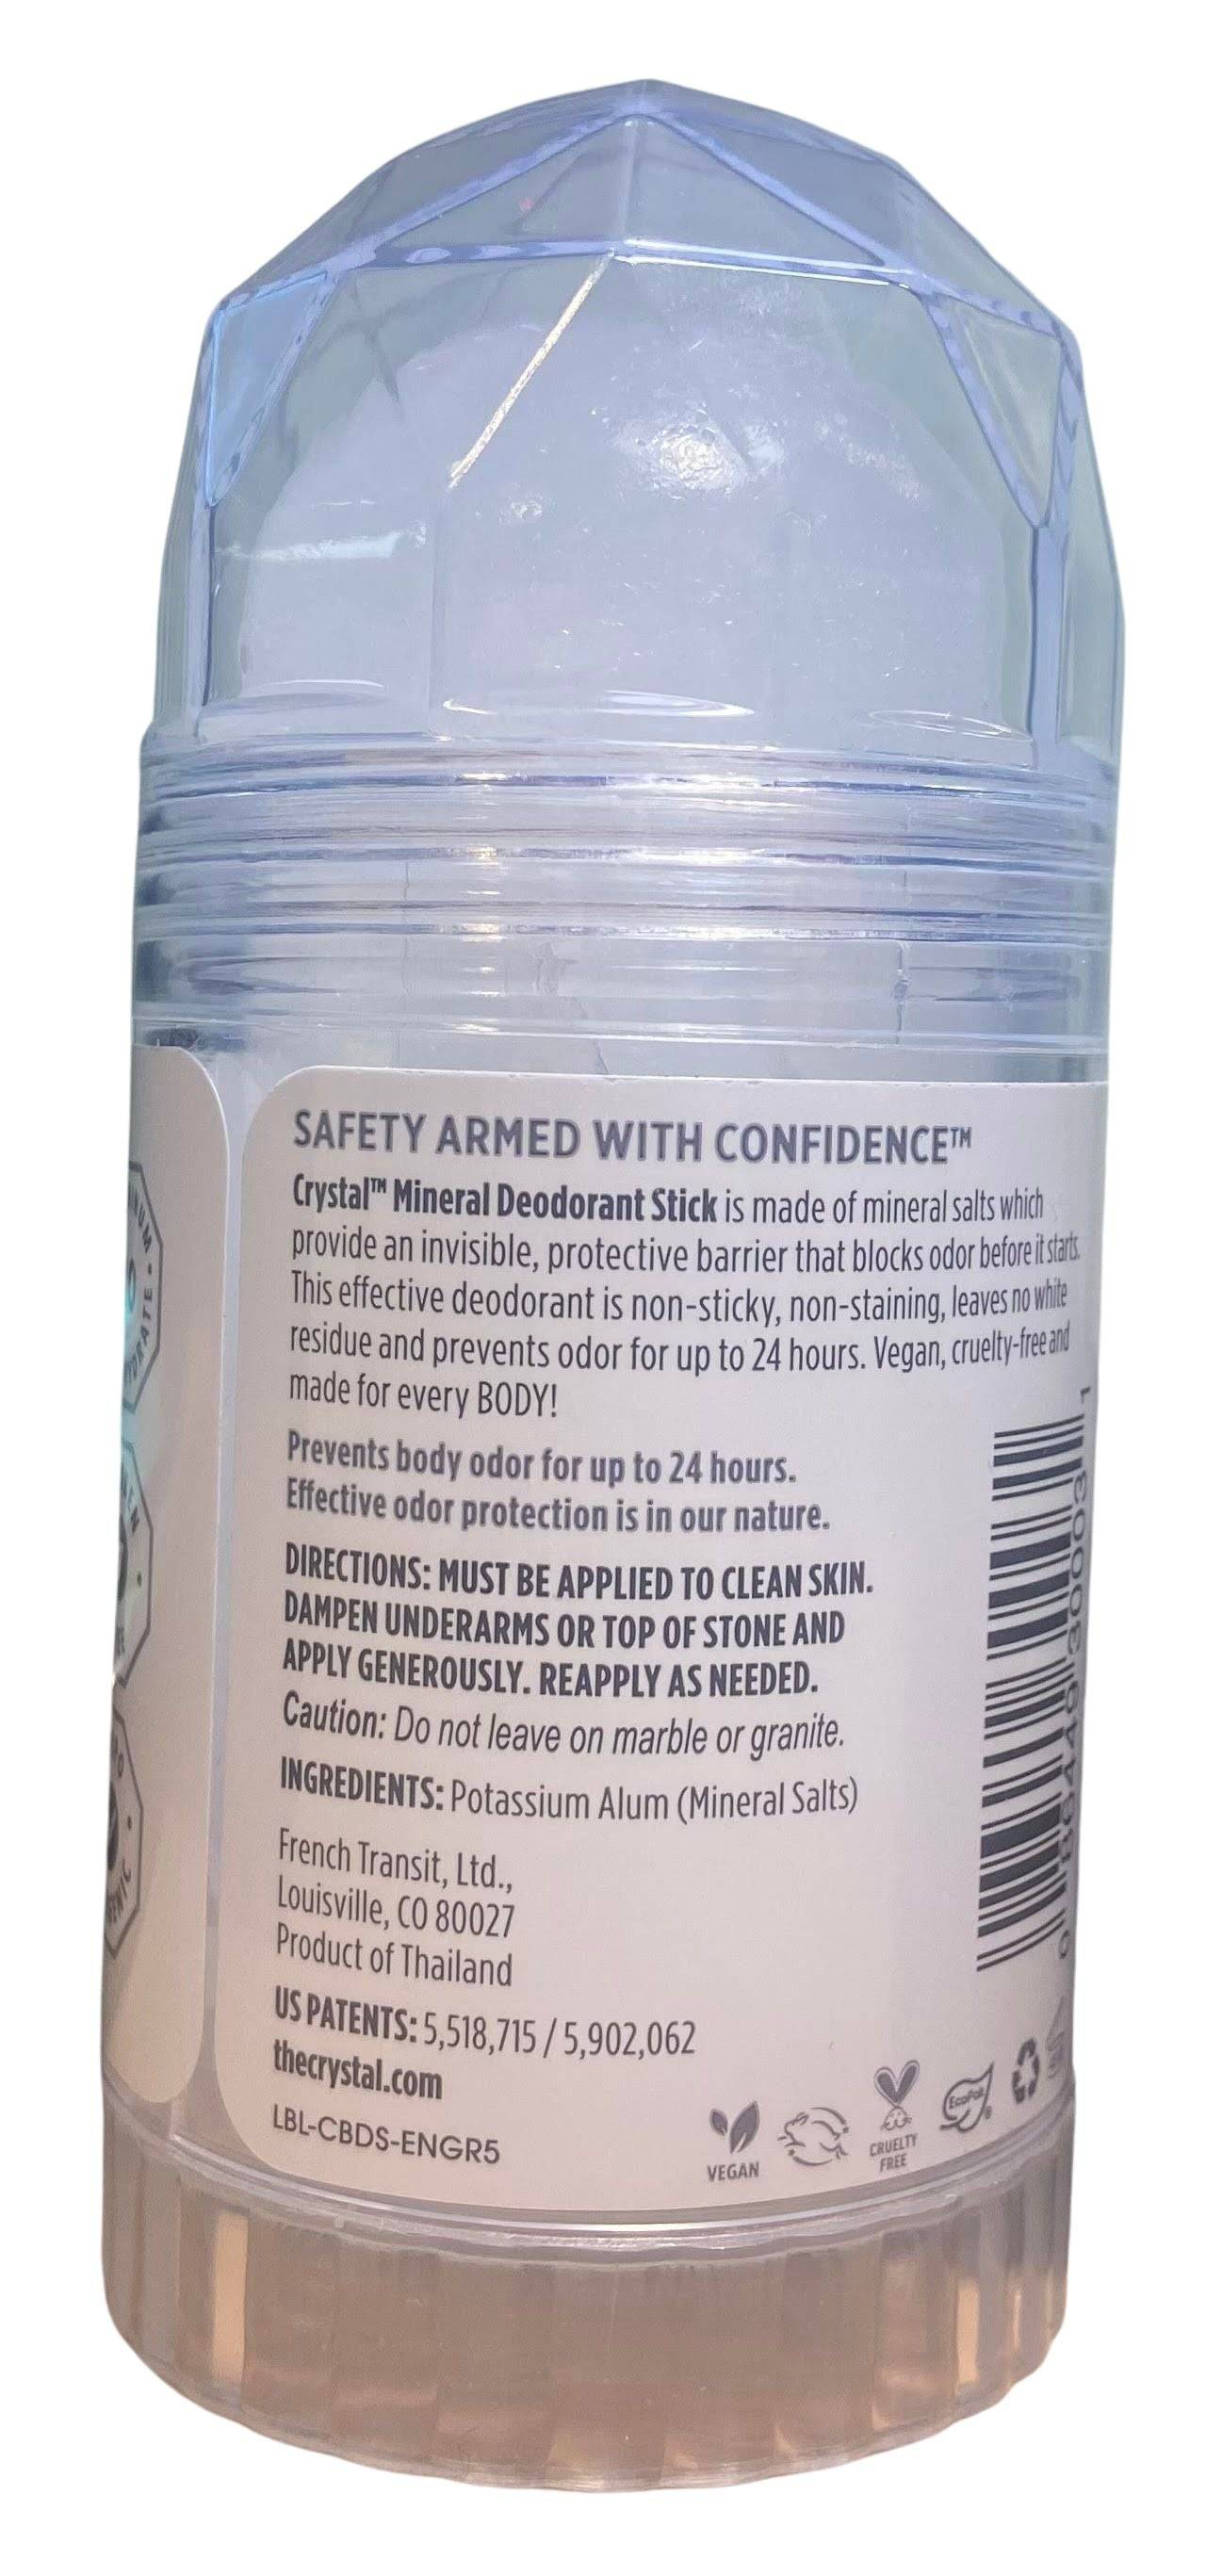 SAFETY ARMED WITH CONFIDENCE™
Crystal™ Mineral Deodorant Stick is made of mineral salts which
provide an invisible, protective barrier that blocks odor before it starts.
This effective deodorant is non-sticky, non-staining, leaves no white
residue and prevents odor for up to 24 hours. Vegan, cruelty-free and
made for every BODY!
Prevents body odor for up to 24 hours.
Effective odor protection is in our nature.
DIRECTIONS: MUST BE APPLIED TO CLEAN SKIN.
DAMPEN UNDERARMS OR TOP OF STONE AND
APPLY GENEROUSLY. REAPPLY AS NEEDED.
Caution: Do not leave on marble or granite.
INGREDIENTS: Potassium Alum (Mineral Salts)
French Transit, Ltd.,
Louisville, CO 80027
Product of Thailand
US PATENTS: 5,518,715 / 5,902,062
thecrystal.com
LBL-CBDS-ENGR5
VEGAN
CRUELTY
FREE
EcoPak